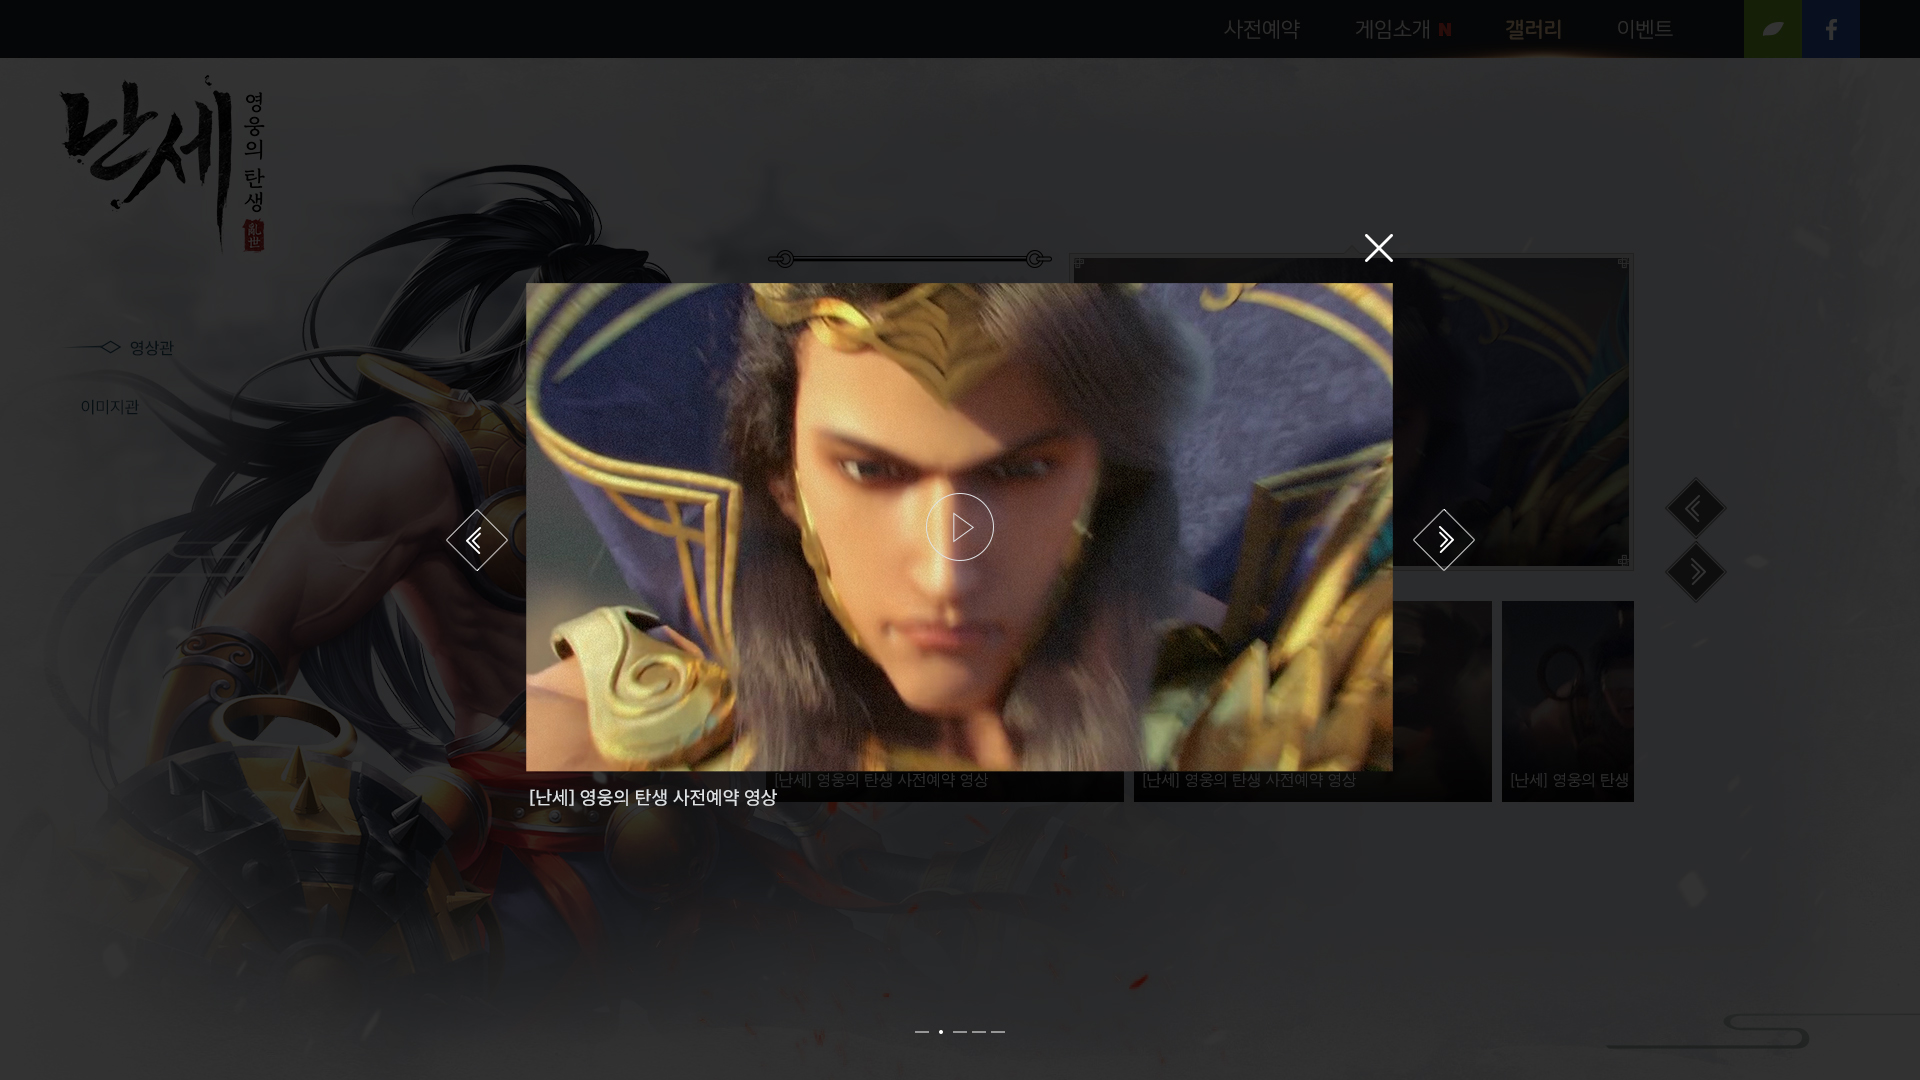 사전예약
게임소개 N
갤러리
이벤트
난세
영웅의 탄생
亂世
영상관
이미지관
[난세] 영웅의 탄생 사전예약 영상
[난세] 영웅의 탄생 사전예약 영상
[난세] 영웅의 탄생
[난세] 영웅의 탄생 사전예약 영상